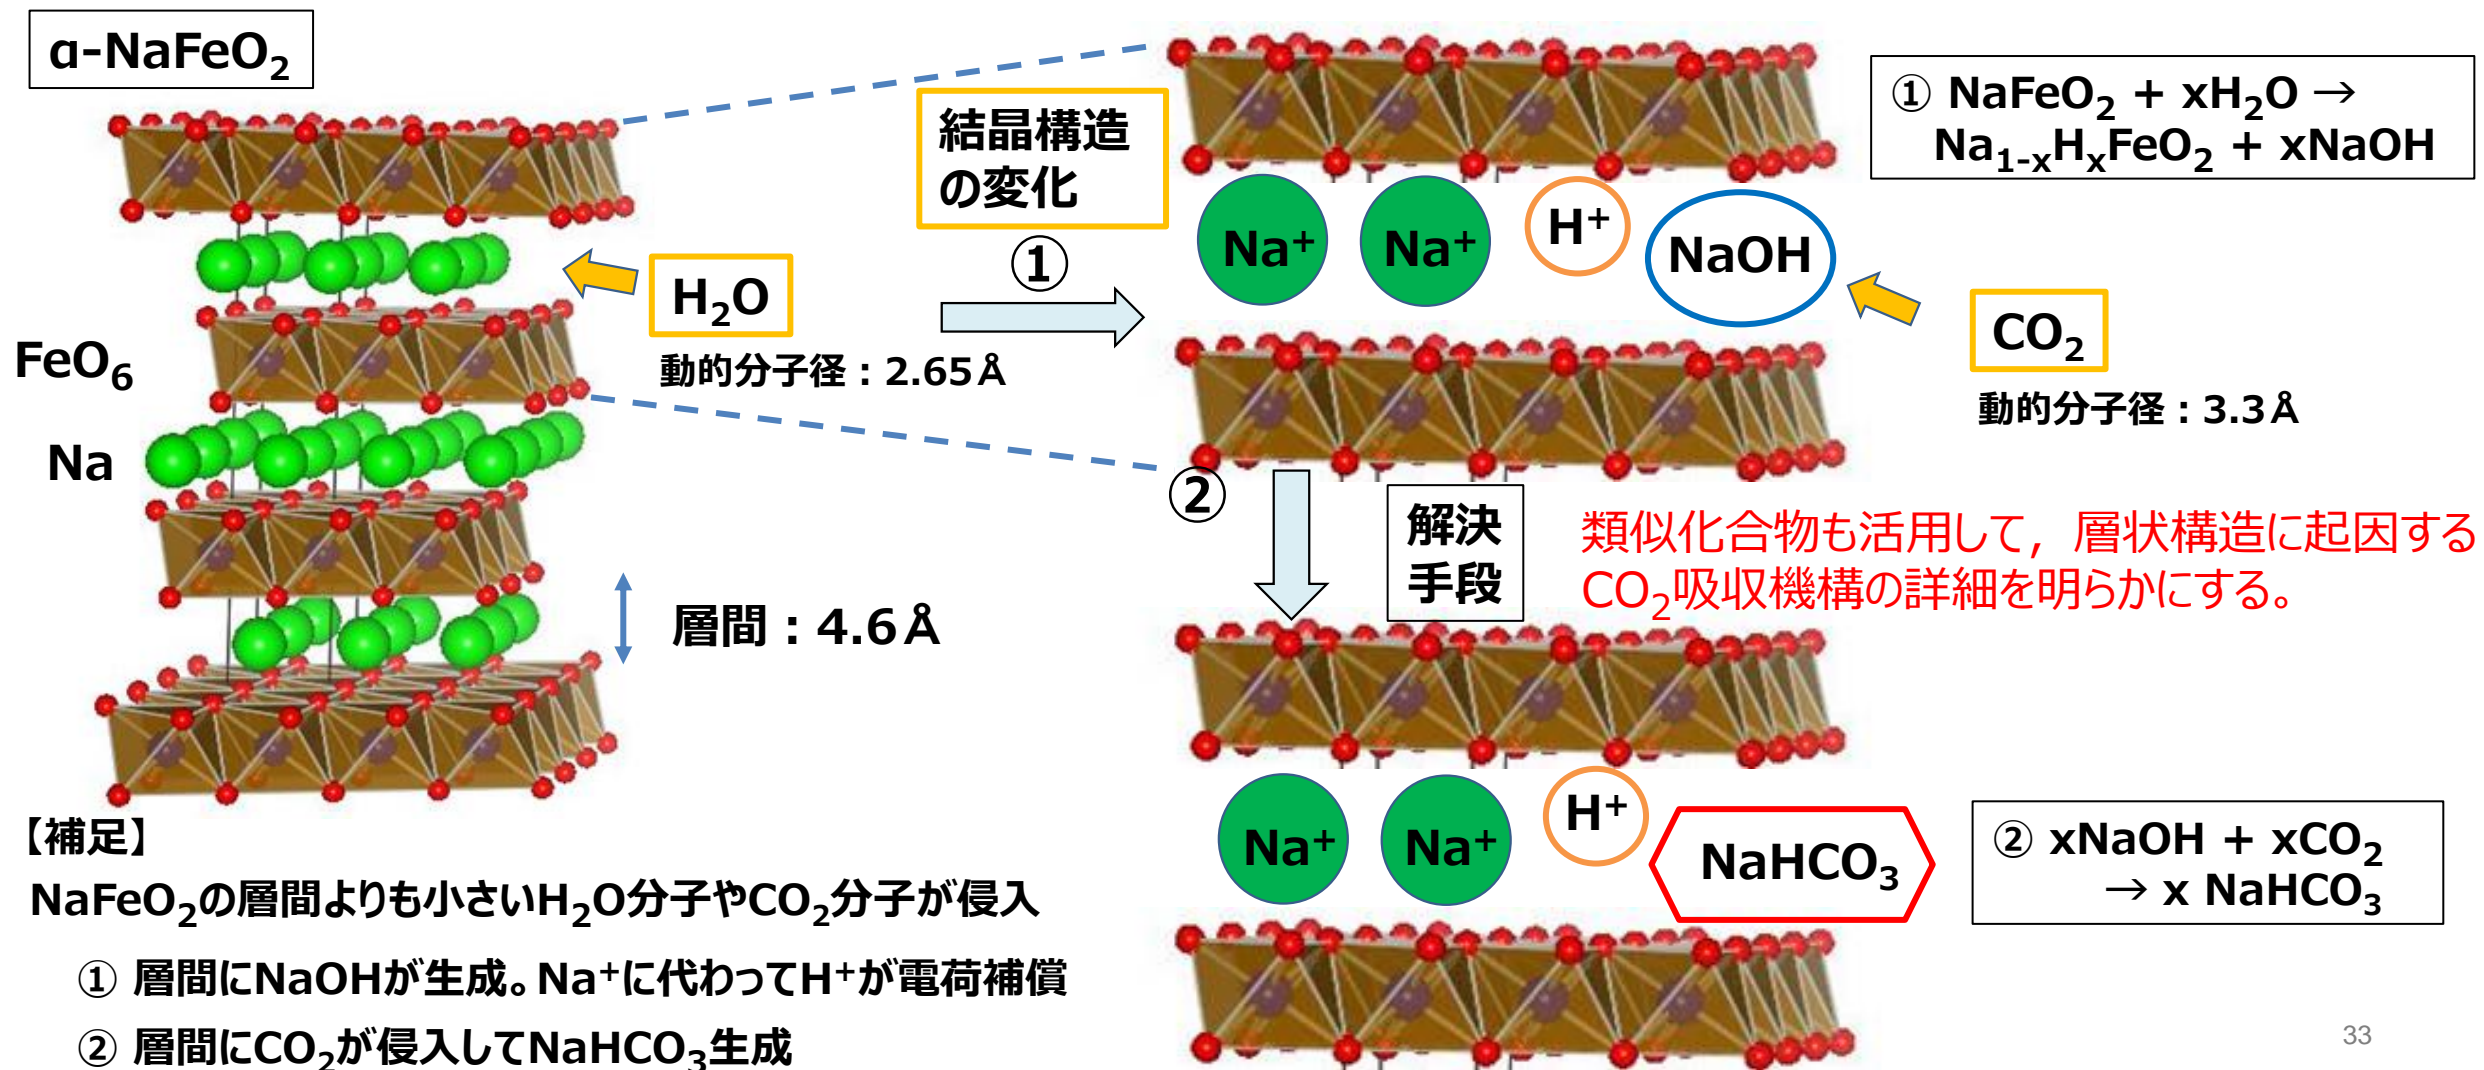 α-NaFeO₂
FeO₆
Na
H₂O
動的分子径：2.65Å
層間：4.6Å
結晶構造
の変化
①
Na⁺ Na⁺ H⁺ NaOH
① NaFeO₂ + xH₂O →
Na₁₋ₓHₓFeO₂ + xNaOH
CO₂
動的分子径：3.3Å
②
解決
手段
類似化合物も活用して，層状構造に起因する
CO₂吸収機構の詳細を明らかにする。
Na⁺ Na⁺ H⁺ NaHCO₃
② xNaOH + xCO₂
→ x NaHCO₃
【補足】
NaFeO₂の層間よりも小さいH₂O分子やCO₂分子が侵入
① 層間にNaOHが生成。Na⁺に代わってH⁺が電荷補償
② 層間にCO₂が侵入してNaHCO₃生成
33